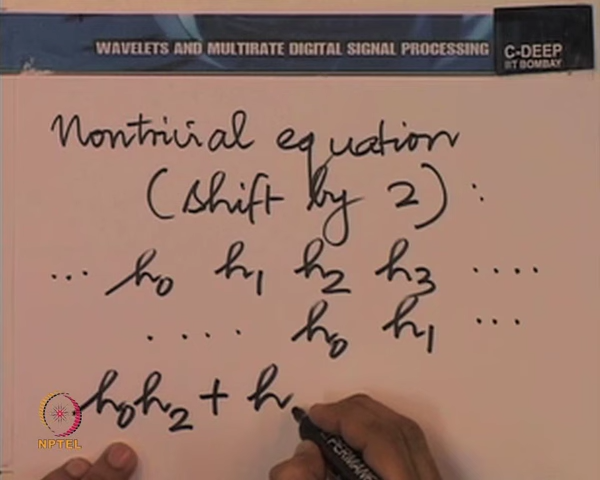 WAVELETS AND MULTIRATE DIGITAL SIGNAL PROCESSING
C-DEEP
IIT BOMBAY
Nontrivial equation
(shift by 2) :
... h₀ h₁ h₂ h₃ ....
.... h₀ h₁ ...
h₀h₂ + h
NPTEL
PERMANENT